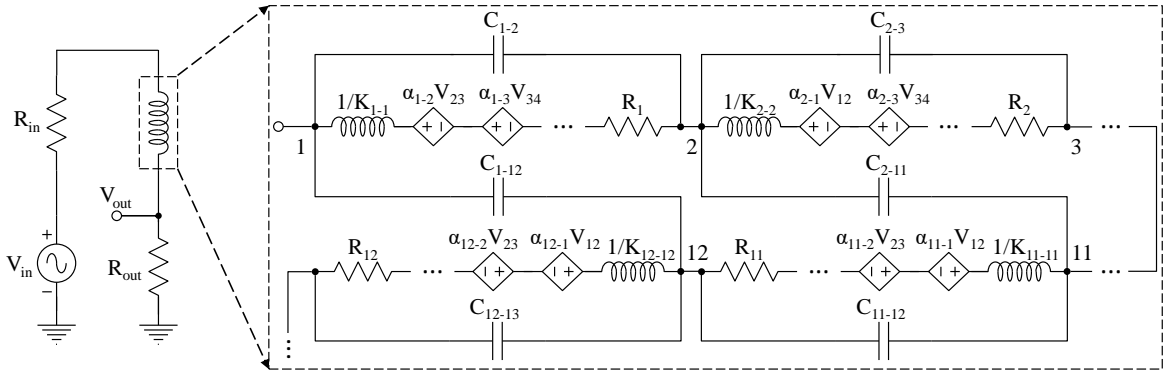 C1-2
C2-3
1/K1-1
α1-2V23
α1-3V34
...
R1
1/K2-2
α2-1V12
α2-3V34
...
R2
...
Rin
1
2
3
C1-12
C2-11
Vout
α12-2V23
α12-1V12
1/K12-12
R12
...
12
R11
...
α11-2V23
α11-1V12
1/K11-11
11
...
Vin
Rout
C12-13
C11-12
...